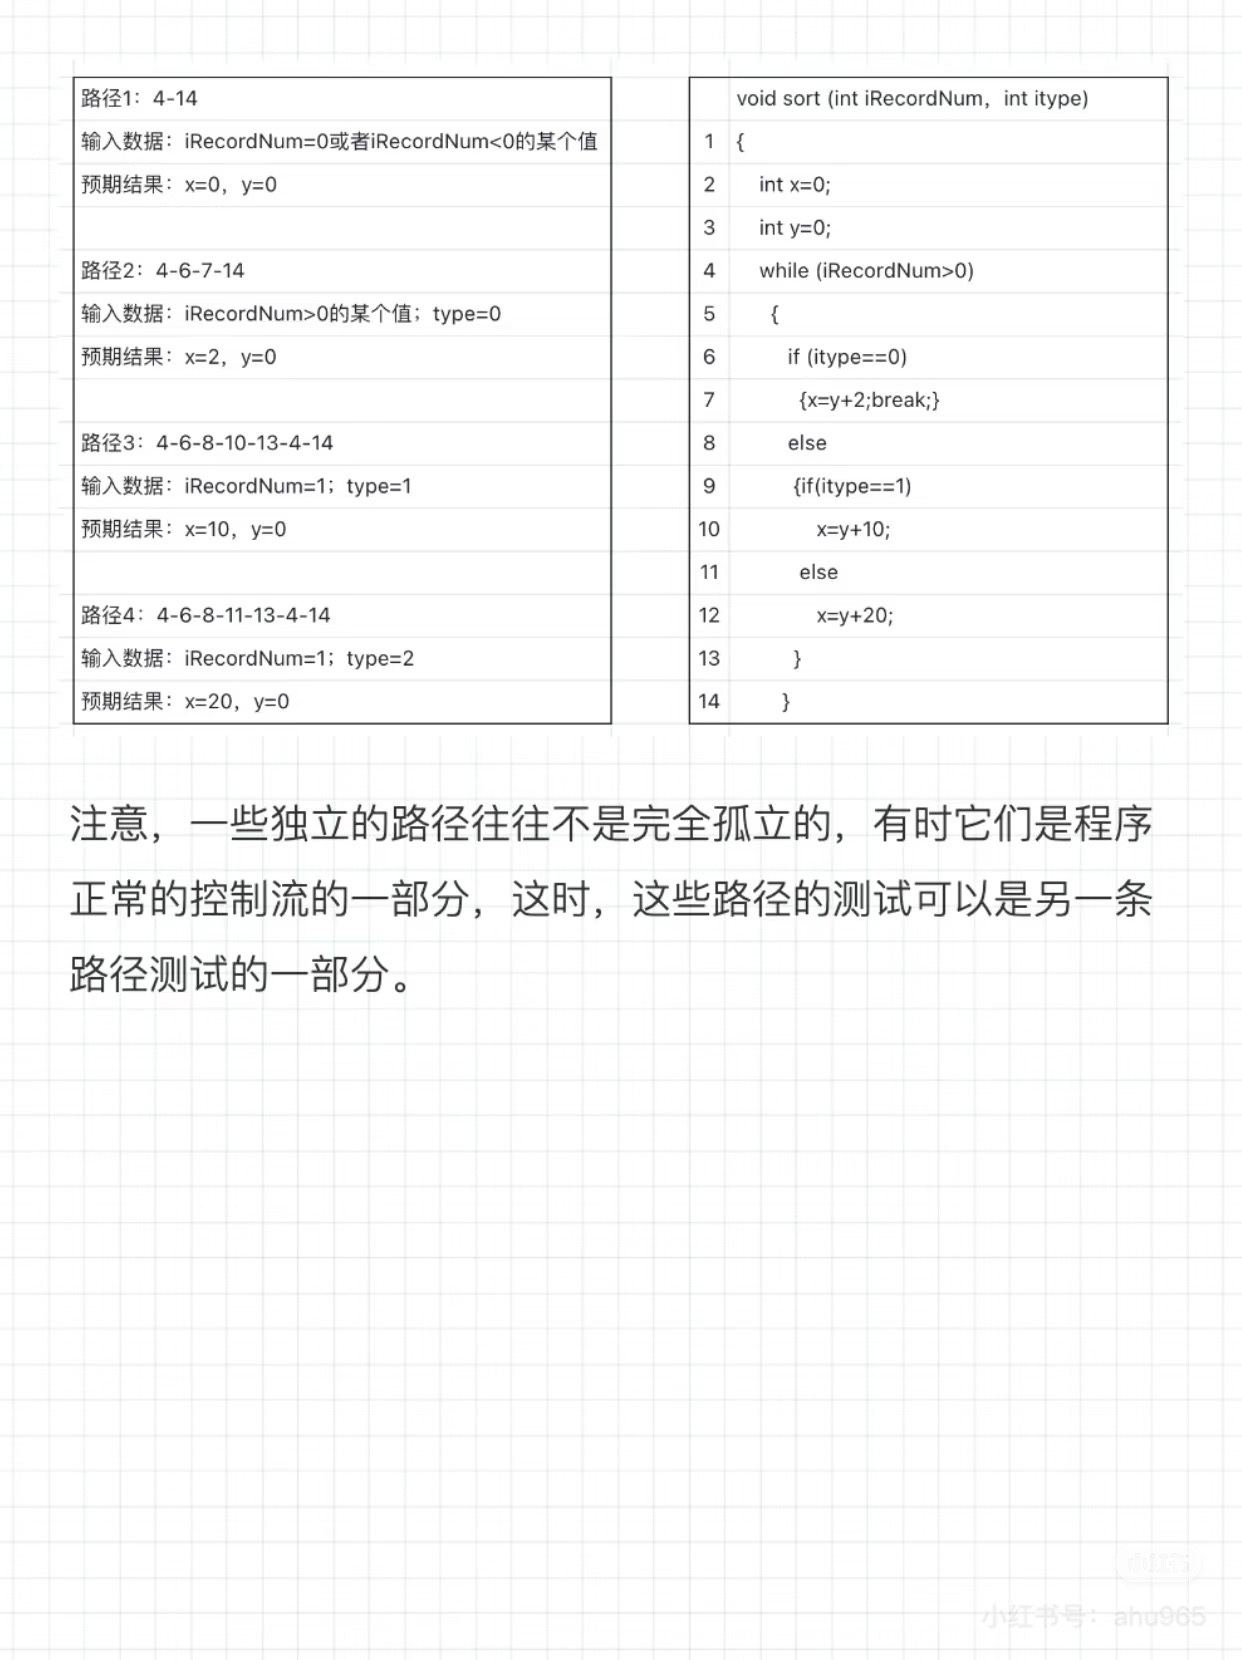 路径1：4-14
输入数据：iRecordNum=0或者iRecordNum<0的某个值
预期结果：x=0，y=0
路径2：4-6-7-14
输入数据：iRecordNum>0的某个值；type=0
预期结果：x=2，y=0
路径3：4-6-8-10-13-4-14
输入数据：iRecordNum=1；type=1
预期结果：x=10，y=0
路径4：4-6-8-11-13-4-14
输入数据：iRecordNum=1；type=2
预期结果：x=20，y=0
void sort (int iRecordNum，int itype)
1 {
2 int x=0;
3 int y=0;
4 while (iRecordNum>0)
5 {
6 if (itype==0)
7 {x=y+2;break;}
8 else
9 {if(itype==1)
10 x=y+10;
11 else
12 x=y+20;
13 }
14 }
注意，一些独立的路径往往不是完全孤立的，有时它们是程序
正常的控制流的一部分，这时，这些路径的测试可以是另一条
路径测试的一部分。
小红书
小红书号：ahu965